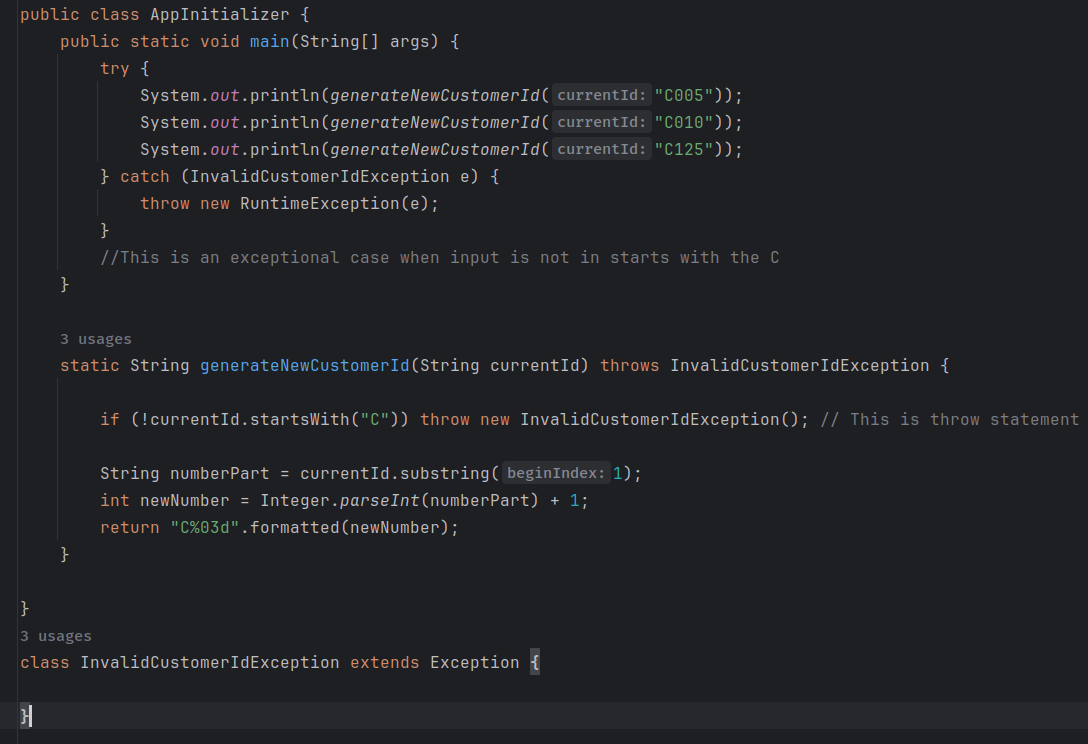 public class AppInitializer {
public static void main(String[] args) {
try {
System.out.println(generateNewCustomerId( currentId: "C005"));
System.out.println(generateNewCustomerId( currentId: "C010"));
System.out.println(generateNewCustomerId( currentId: "C125"));
} catch (InvalidCustomerIdException e) {
throw new RuntimeException(e);
}
//This is an exceptional case when input is not in starts with the C
}
3 usages
static String generateNewCustomerId(String currentId) throws InvalidCustomerIdException {
if (!currentId.startsWith("C")) throw new InvalidCustomerIdException(); // This is throw statement
String numberPart = currentId.substring( beginIndex: 1);
int newNumber = Integer.parseInt(numberPart) + 1;
return "C%03d".formatted(newNumber);
}
}
3 usages
class InvalidCustomerIdException extends Exception {
}